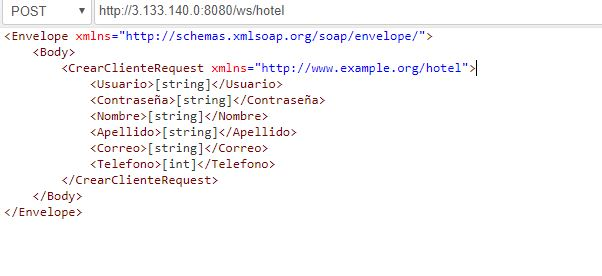 POST http://3.133.140.0:8080/ws/hotel
<Envelope xmlns="http://schemas.xmlsoap.org/soap/envelope/">
<Body>
<CrearClienteRequest xmlns="http://www.example.org/hotel">
<Usuario>[string]</Usuario>
<Contraseña>[string]</Contraseña>
<Nombre>[string]</Nombre>
<Apellido>[string]</Apellido>
<Correo>[string]</Correo>
<Telefono>[int]</Telefono>
</CrearClienteRequest>
</Body>
</Envelope>